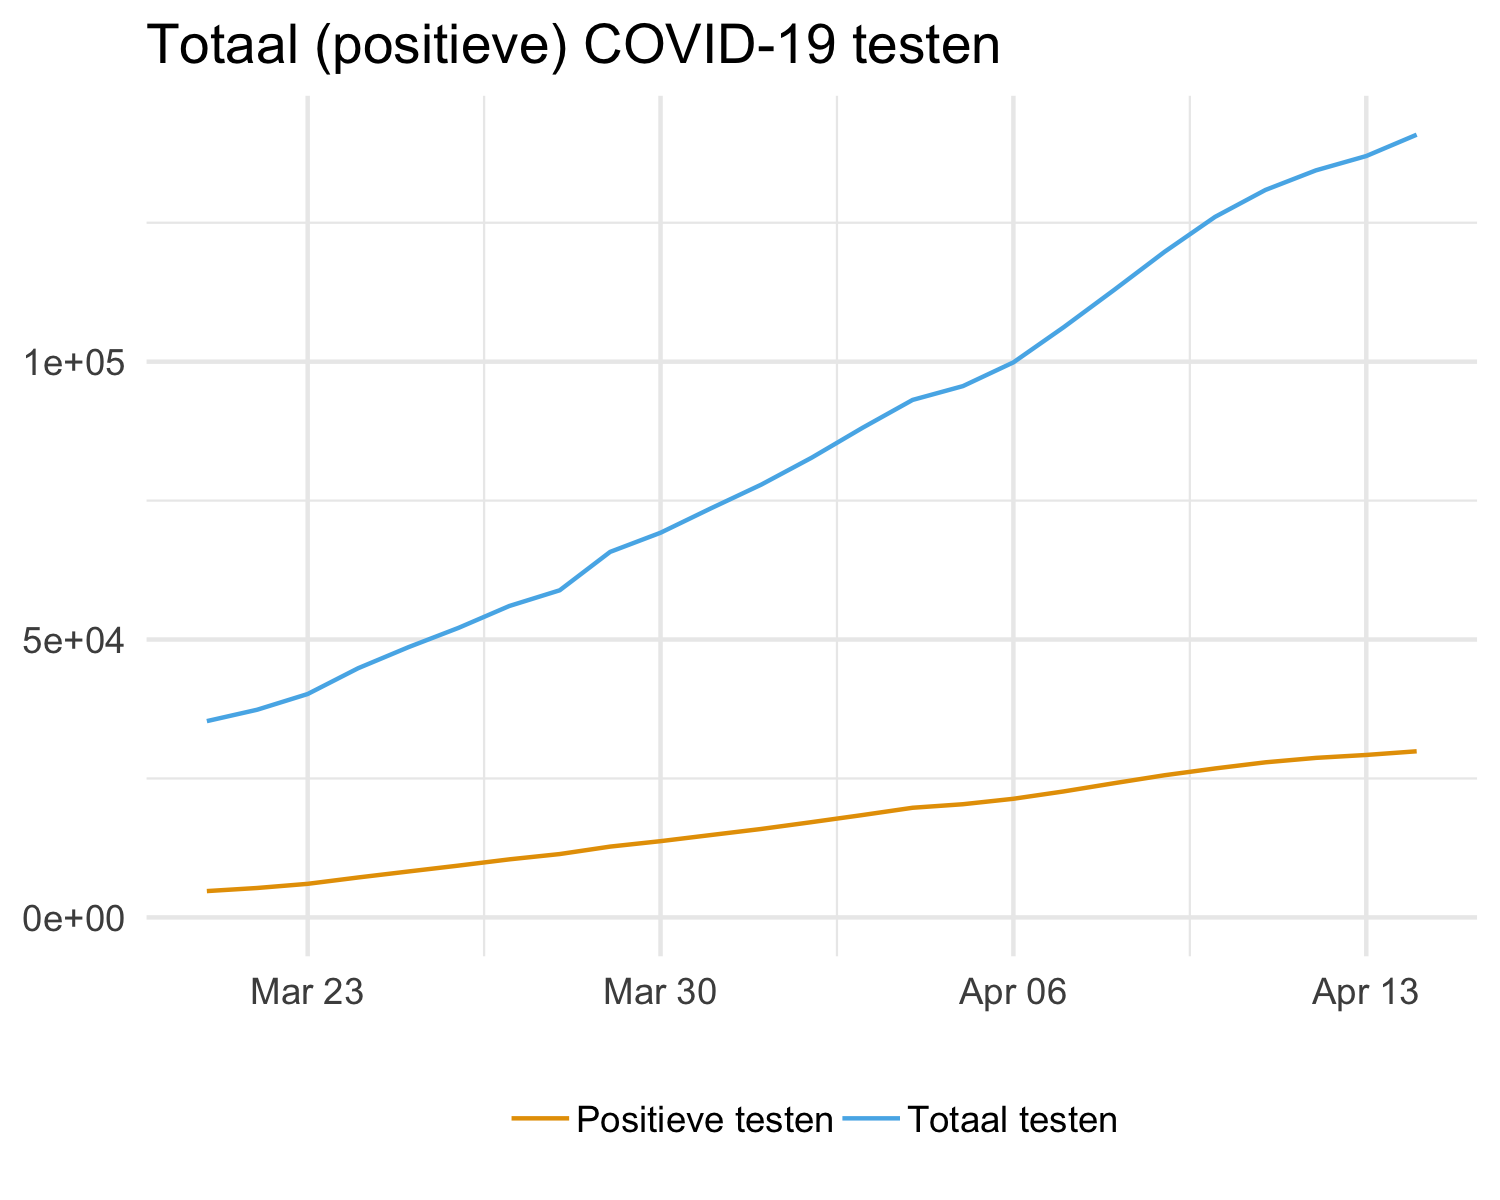 Totaal (positieve) COVID-19 testen
1e+05
5e+04
0e+00
Mar 23 Mar 30 Apr 06 Apr 13
Positieve testen Totaal testen